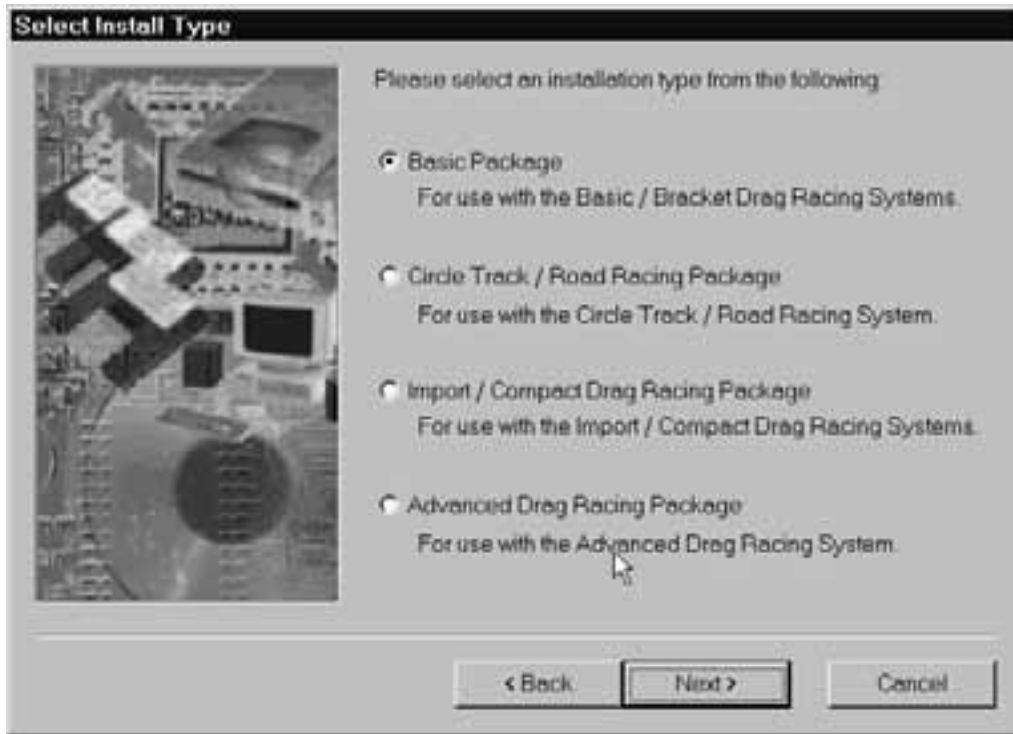 Select Install Type
Please select an installation type from the following
Basic Package
For use with the Basic / Bracket Drag Racing Systems.
Circle Track / Road Racing Package
For use with the Circle Track / Road Racing System.
Import / Compact Drag Racing Package
For use with the Import / Compact Drag Racing Systems.
Advanced Drag Racing Package
For use with the Advanced Drag Racing System.
< Back
Next >
Cancel